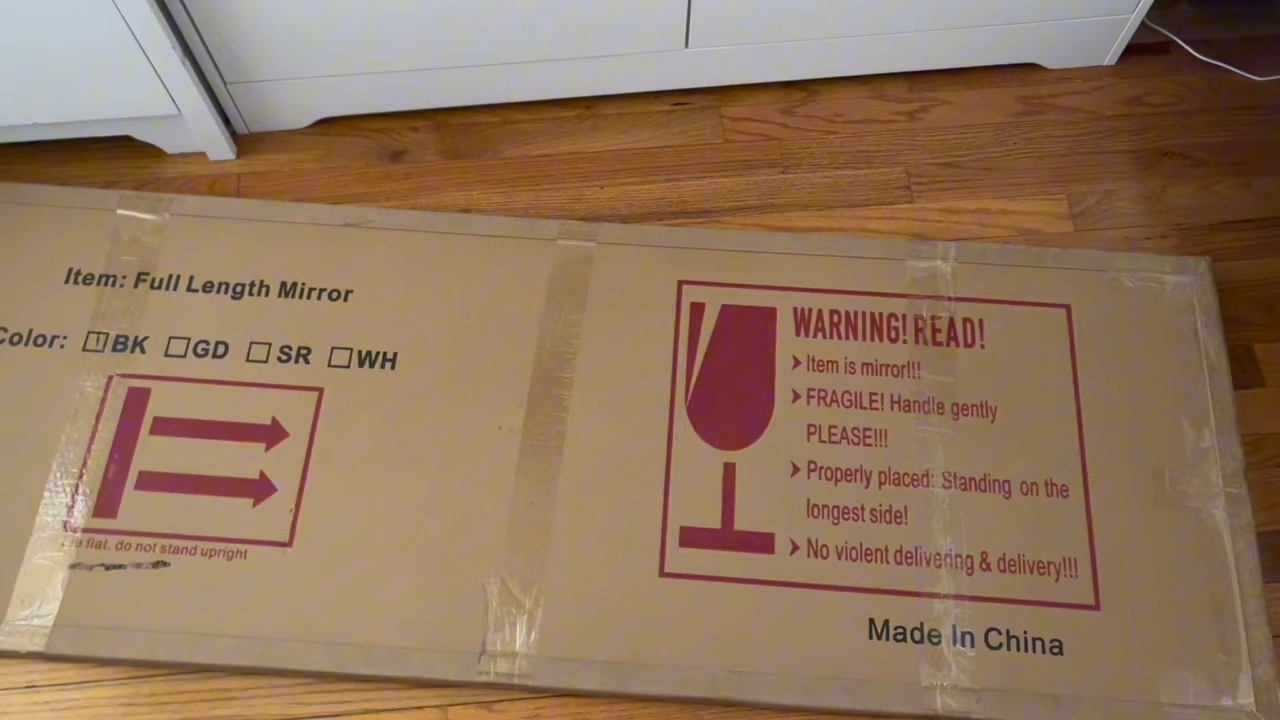 Item: Full Length Mirror
Color: BK GD SR WH
flat. do not stand upright
WARNING! READ!
Item is mirror!!!
FRAGILE! Handle gently
PLEASE!!!
Properly placed: Standing on the
longest side!
No violent delivering & delivery!!!
Made In China